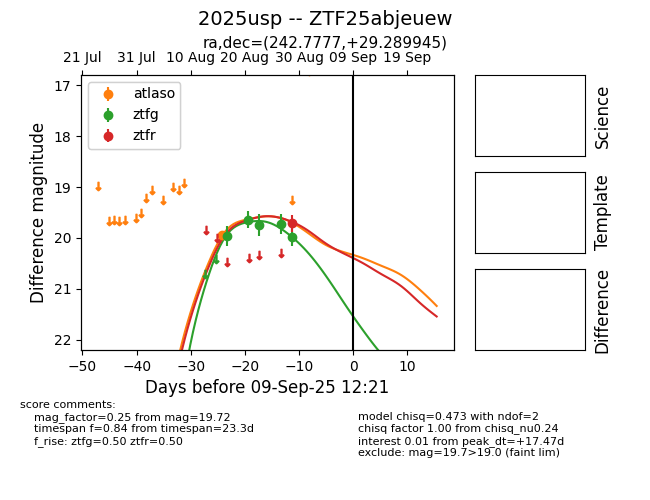 2025usp -- ZTF25abjeuew
ra,dec=(242.7777,+29.289945)
21 Jul 31 Jul 10 Aug 20 Aug 30 Aug 09 Sep 19 Sep
17
18
19
20
21
22
Difference magnitude
atlaso
ztfg
ztfr
−50 −40 −30 −20 −10 0 10
Days before 09-Sep-25 12:21
Science
Template
Difference
score comments:
mag_factor=0.25 from mag=19.72
timespan f=0.84 from timespan=23.3d
f_rise: ztfg=0.50 ztfr=0.50
model chisq=0.473 with ndof=2
chisq factor 1.00 from chisq_nu0.24
interest 0.01 from peak_dt=+17.47d
exclude: mag=19.7>19.0 (faint lim)